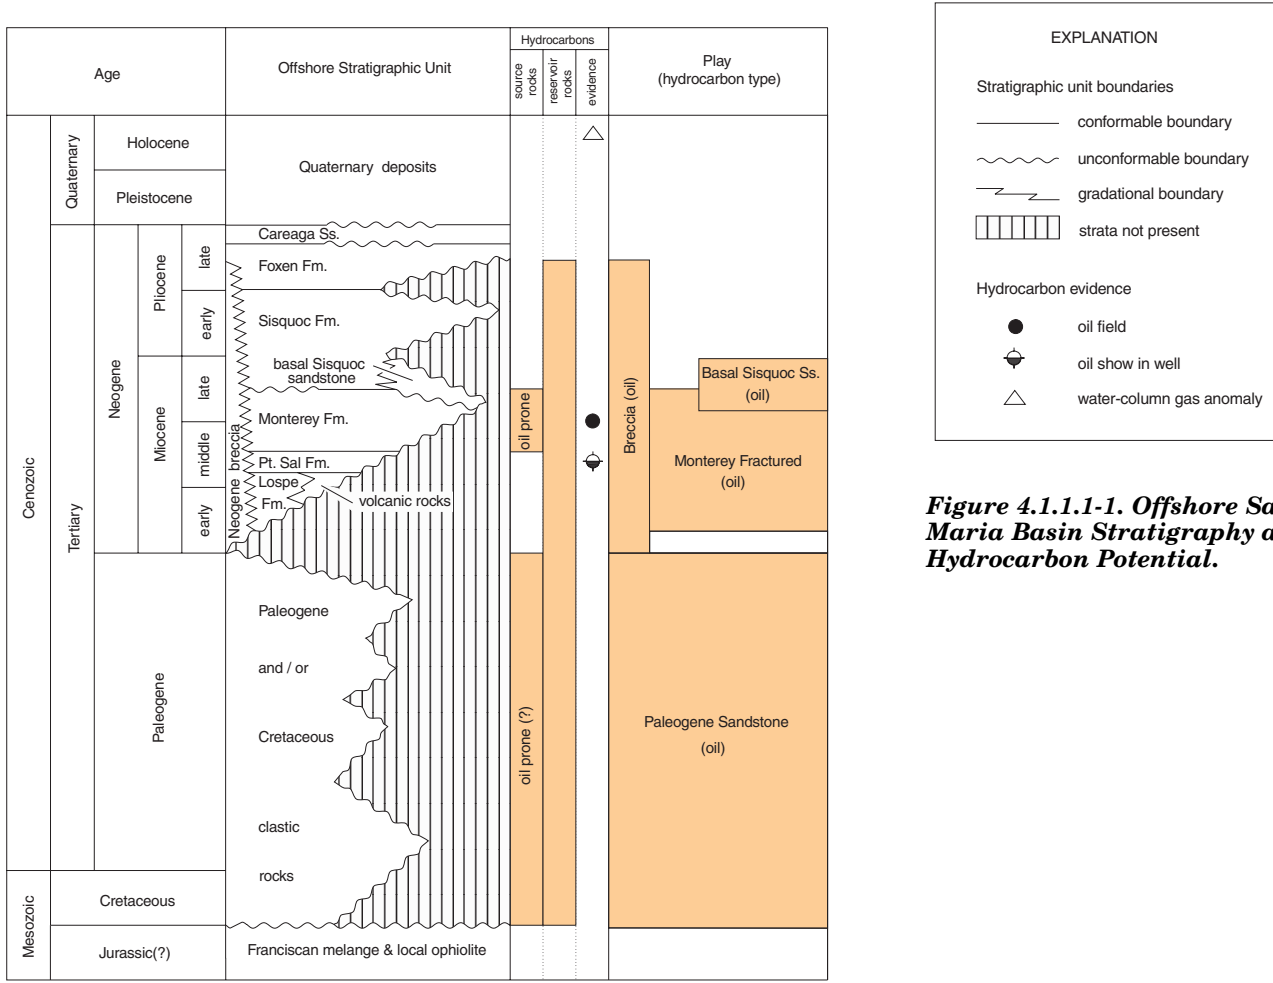 Age
Offshore Stratigraphic Unit
Hydrocarbons
source
rocks
reservoir
rocks
evidence
Play
(hydrocarbon type)
Cenozoic
Mesozoic
Quaternary
Tertiary
Holocene
Pleistocene
Neogene
Pliocene
late
early
Miocene
late
middle
early
Paleogene
Cretaceous
Jurassic(?)
Quaternary deposits
Careaga Ss.
Foxen Fm.
Sisquoc Fm.
basal Sisquoc
sandstone
Monterey Fm.
Pt. Sal Fm.
Lospe
Fm.
volcanic rocks
Neogene breccia
Paleogene
and / or
Cretaceous
clastic
rocks
Franciscan melange & local ophiolite
oil prone
oil prone (?)
Breccia (oil)
Basal Sisquoc Ss.
(oil)
Monterey Fractured
(oil)
Paleogene Sandstone
(oil)
EXPLANATION
Stratigraphic unit boundaries
conformable boundary
unconformable boundary
gradational boundary
strata not present
Hydrocarbon evidence
oil field
oil show in well
water-column gas anomaly
Figure 4.1.1.1-1. Offshore Sa
Maria Basin Stratigraphy a
Hydrocarbon Potential.